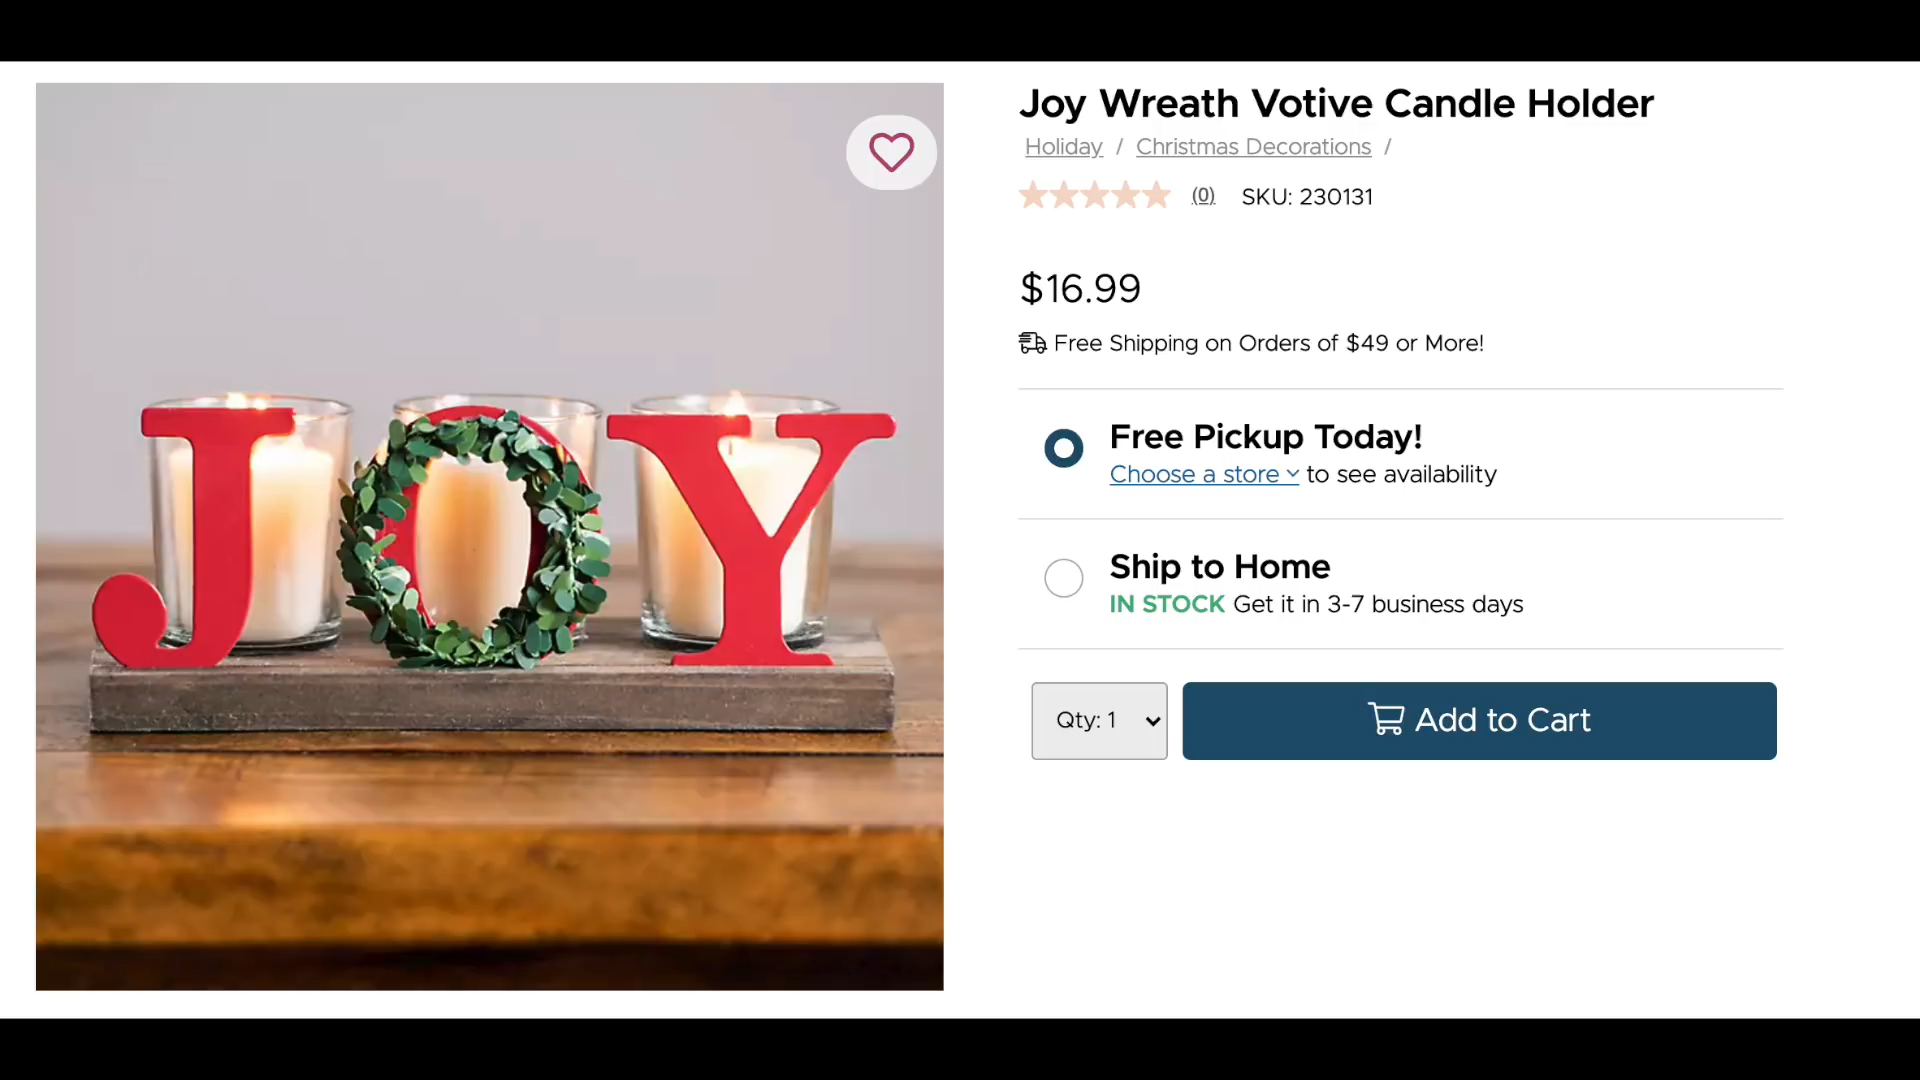 Joy Wreath Votive Candle Holder
Holiday / Christmas Decorations /
(0) SKU: 230131
$16.99
Free Shipping on Orders of $49 or More!
Free Pickup Today!
Choose a store to see availability
Ship to Home
IN STOCK Get it in 3-7 business days
Qty: 1
Add to Cart
JOY